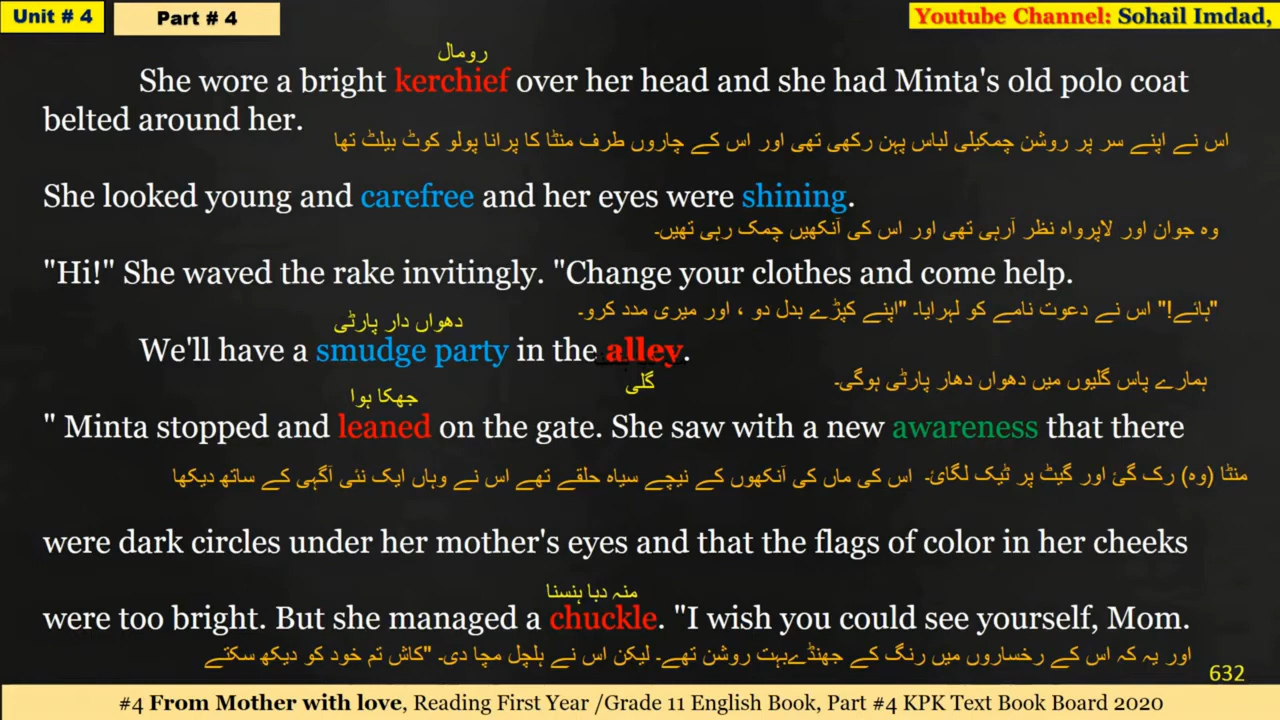 Unit # 4
Part # 4
Youtube Channel: Sohail Imdad,
رومال
She wore a bright kerchief over her head and she had Minta's old polo coat
belted around her.
اس نے اپنے سر پر روشن چمکیلی لباس پہن رکھی تھی اور اس کے چاروں طرف منٹا کا پرانا پولو کوٹ بیلٹ تھا
She looked young and carefree and her eyes were shining.
وہ جوان اور لاپرواہ نظر آرہی تھی اور اس کی آنکھیں چمک رہی تھیں۔
"Hi!" She waved the rake invitingly. "Change your clothes and come help.
"ہائے!" اس نے دعوت نامے کو لہرایا۔ "اپنے کپڑے بدل دو ، اور میری مدد کرو۔
دھواں دار پارٹی
We'll have a smudge party in the alley.
ہمارے پاس گلیوں میں دھواں دھار پارٹی ہوگی۔
گلی
جھکا ہوا
" Minta stopped and leaned on the gate. She saw with a new awareness that there
منٹا (وہ) رک گئ اور گیٹ پر ٹیک لگائ۔ اس کی ماں کی آنکھوں کے نیچے سیاہ حلقے تھے اس نے وہاں ایک نئی آگہی کے ساتھ دیکھا
were dark circles under her mother's eyes and that the flags of color in her cheeks
منہ دبا ہنسنا
were too bright. But she managed a chuckle. "I wish you could see yourself, Mom.
اور یہ کہ اس کے رخساروں میں رنگ کے جھنڈےبہت روشن تھے۔ لیکن اس نے ہلچل مچا دی۔ "کاش تم خود کو دیکھ سکتے
632
#4 From Mother with love, Reading First Year /Grade 11 English Book, Part #4 KPK Text Book Board 2020